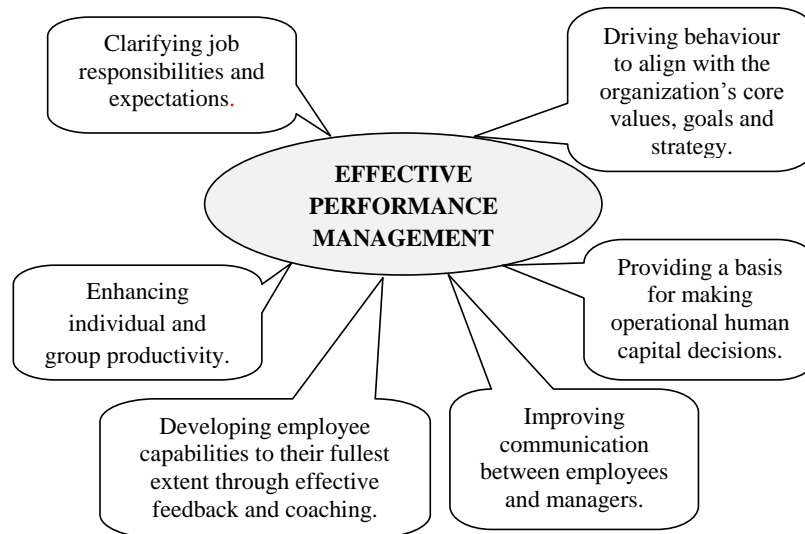 Clarifying job
responsibilities and
expectations.
Driving behaviour
to align with the
organization’s core
values, goals and
strategy.
EFFECTIVE
PERFORMANCE
MANAGEMENT
Enhancing
individual and
group productivity.
Providing a basis
for making
operational human
capital decisions.
Developing employee
capabilities to their fullest
extent through effective
feedback and coaching.
Improving
communication
between employees
and managers.